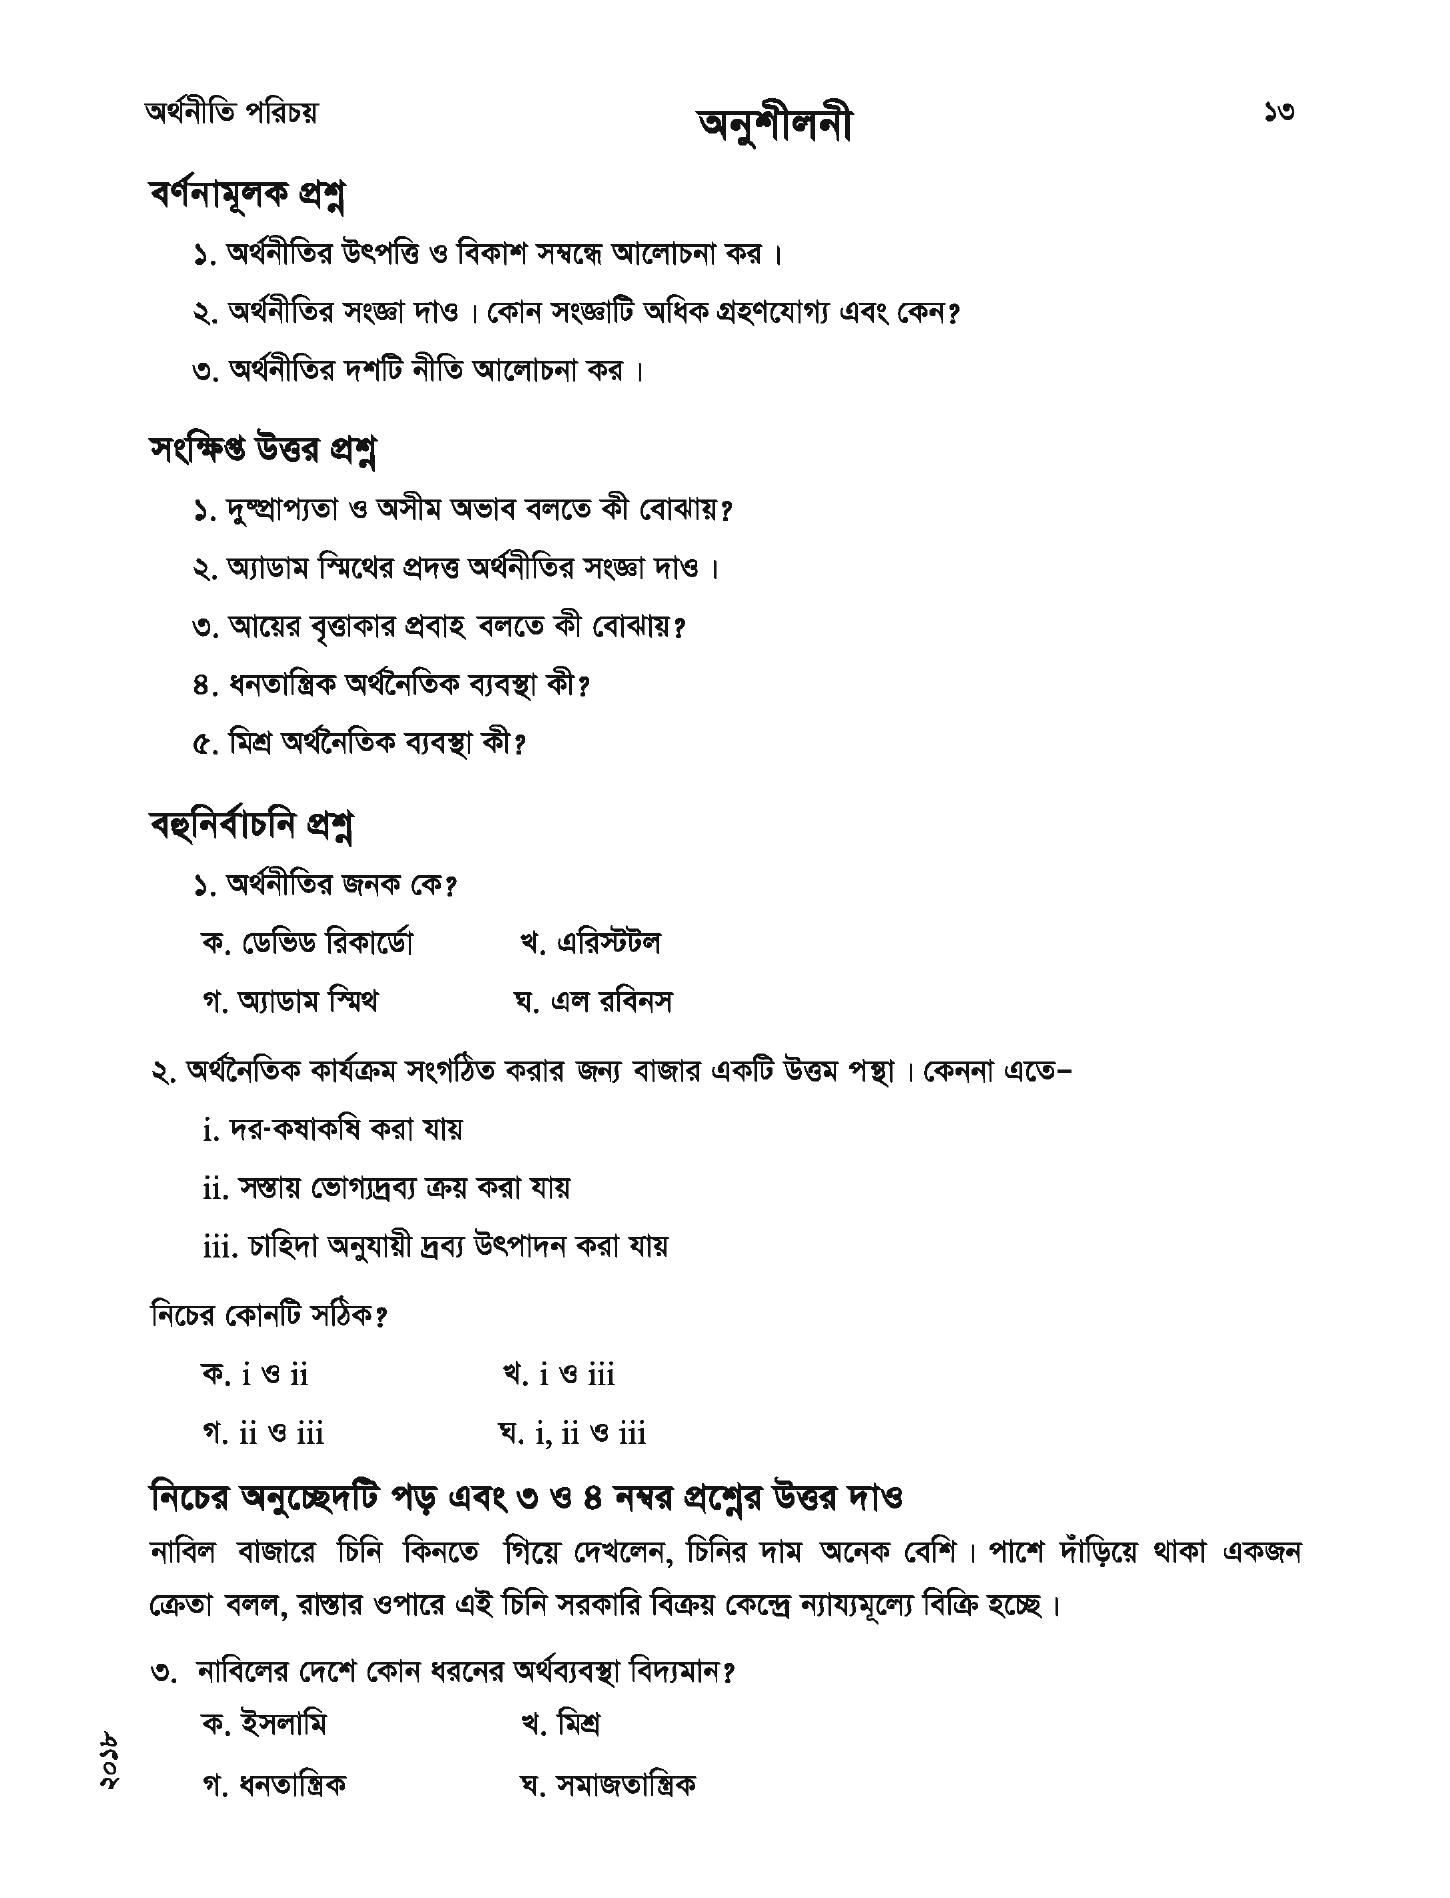 অর্থনীতি পরিচয়
অনুশীলনী
১৩
বর্ণনামূলক প্রশ্ন
১. অর্থনীতির উৎপত্তি ও বিকাশ সম্বন্ধে আলোচনা কর ।
২. অর্থনীতির সংজ্ঞা দাও । কোন সংজ্ঞাটি অধিক গ্রহণযোগ্য এবং কেন?
৩. অর্থনীতির দশটি নীতি আলোচনা কর ।
সংক্ষিপ্ত উত্তর প্রশ্ন
১. দুষ্প্রাপ্যতা ও অসীম অভাব বলতে কী বোঝায়?
২. অ্যাডাম স্মিথের প্রদত্ত অর্থনীতির সংজ্ঞা দাও ।
৩. আয়ের বৃত্তাকার প্রবাহ বলতে কী বোঝায়?
৪. ধনতান্ত্রিক অর্থনৈতিক ব্যবস্থা কী?
৫. মিশ্র অর্থনৈতিক ব্যবস্থা কী?
বহুনির্বাচনি প্রশ্ন
১. অর্থনীতির জনক কে?
ক. ডেভিড রিকার্ডো খ. এরিস্টটল
গ. অ্যাডাম স্মিথ ঘ. এল রবিনস
২. অর্থনৈতিক কার্যক্রম সংগঠিত করার জন্য বাজার একটি উত্তম পন্থা । কেননা এতে–
i. দর-কষাকষি করা যায়
ii. সস্তায় ভোগ্যদ্রব্য ক্রয় করা যায়
iii. চাহিদা অনুযায়ী দ্রব্য উৎপাদন করা যায়
নিচের কোনটি সঠিক?
ক. i ও ii খ. i ও iii
গ. ii ও iii ঘ. i, ii ও iii
নিচের অনুচ্ছেদটি পড় এবং ৩ ও ৪ নম্বর প্রশ্নের উত্তর দাও
নাবিল বাজারে চিনি কিনতে গিয়ে দেখলেন, চিনির দাম অনেক বেশি । পাশে দাঁড়িয়ে থাকা একজন
ক্রেতা বলল, রাস্তার ওপারে এই চিনি সরকারি বিক্রয় কেন্দ্রে ন্যায্যমূল্যে বিক্রি হচ্ছে ।
৩. নাবিলের দেশে কোন ধরনের অর্থব্যবস্থা বিদ্যমান?
ক. ইসলামি খ. মিশ্র
গ. ধনতান্ত্রিক ঘ. সমাজতান্ত্রিক
২০১৮